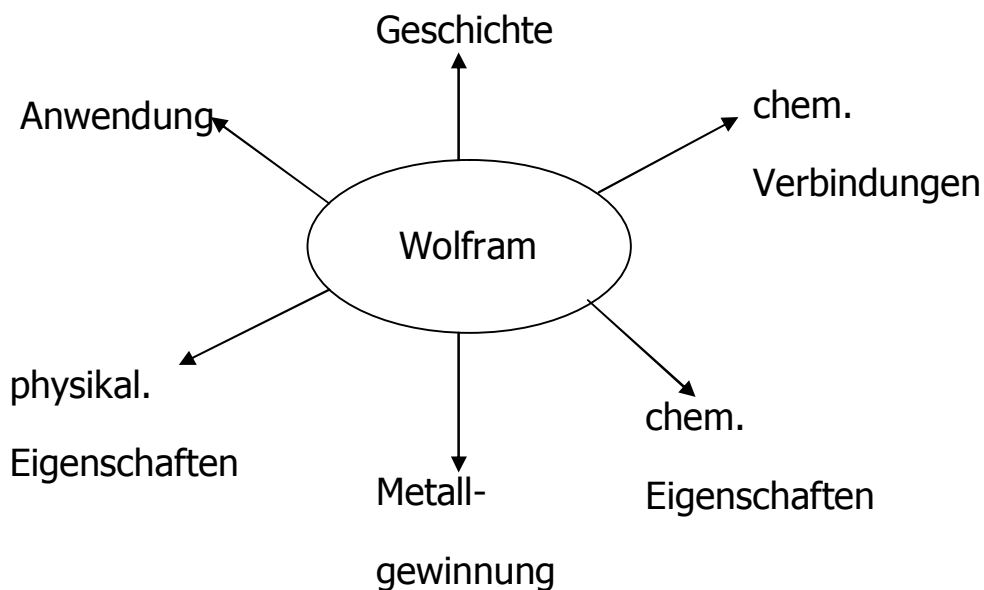 Geschichte
Anwendung
chem.
Verbindungen
Wolfram
physikal.
Eigenschaften
chem.
Eigenschaften
Metall-
gewinnung